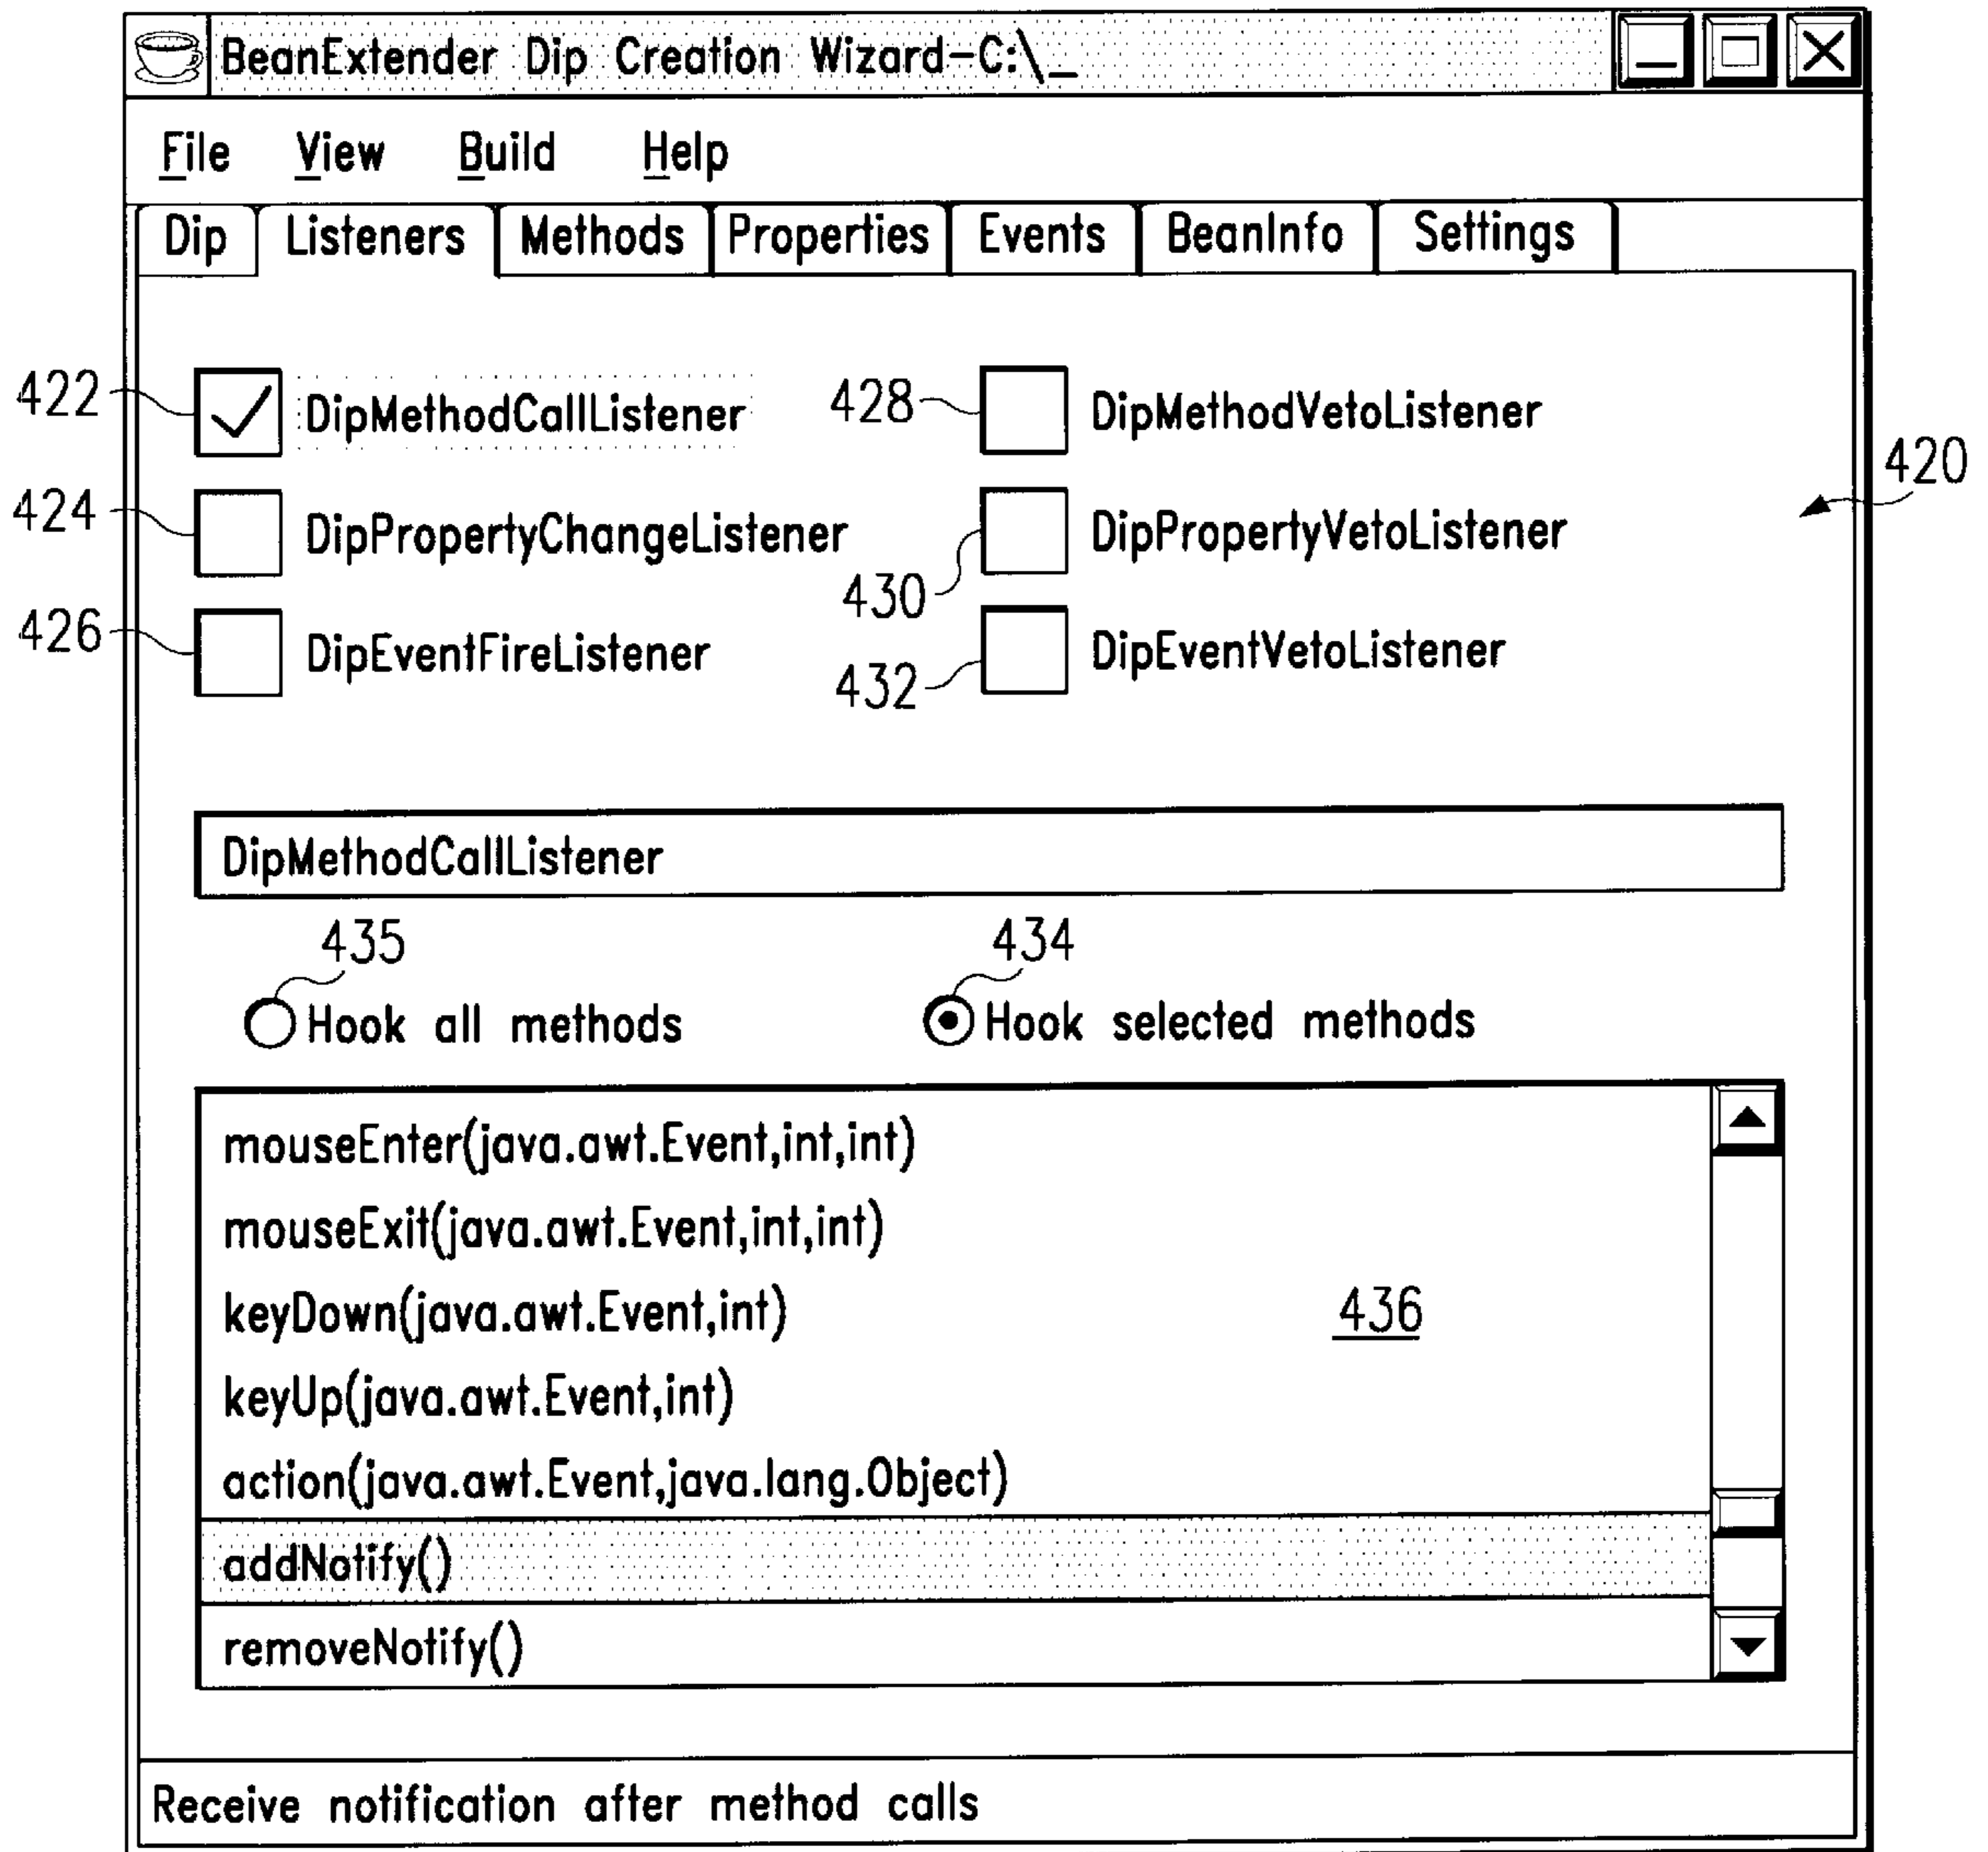 BeanExtender Dip Creation Wizard-C:\_
File View Build Help
Dip Listeners Methods Properties Events BeanInfo Settings
422 DipMethodCallListener 428 DipMethodVetoListener
420
424 DipPropertyChangeListener 430 DipPropertyVetoListener
426 DipEventFireListener 432 DipEventVetoListener
DipMethodCallListener
435 434
Hook all methods Hook selected methods
mouseEnter(java.awt.Event,int,int)
mouseExit(java.awt.Event,int,int)
keyDown(java.awt.Event,int) 436
keyUp(java.awt.Event,int)
action(java.awt.Event,java.lang.Object)
addNotify()
removeNotify()
Receive notification after method calls